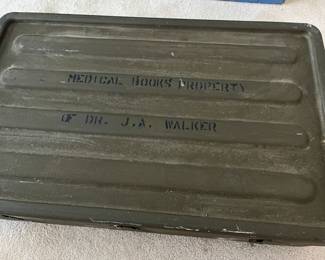 MEDICAL BOOKS PROPERTY
OF DR. J.A. WALKER